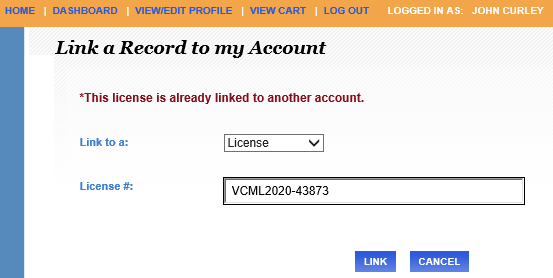 HOME | DASHBOARD | VIEW/EDIT PROFILE | VIEW CART | LOG OUT LOGGED IN AS: JOHN CURLEY
Link a Record to my Account
*This license is already linked to another account.
Link to a: License
License #: VCML2020-43873
LINK CANCEL